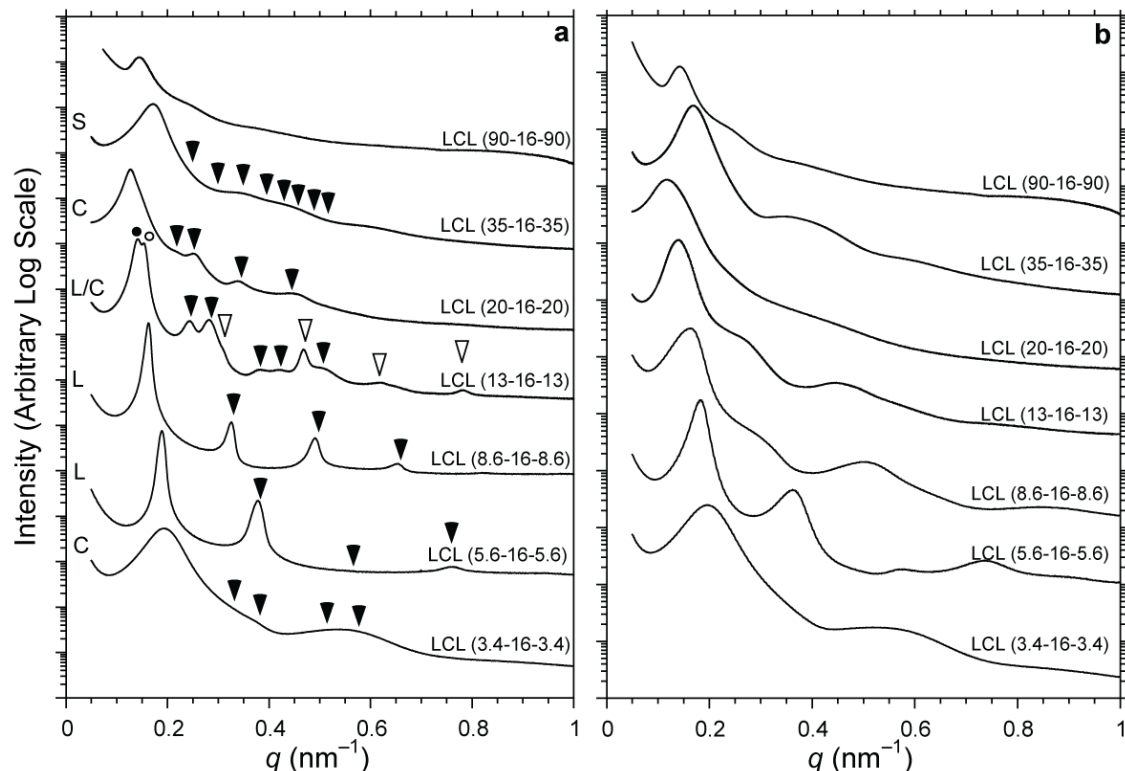 a
S
LCL (90-16-90)
C
LCL (35-16-35)
L/C
LCL (20-16-20)
L
LCL (13-16-13)
L
LCL (8.6-16-8.6)
C
LCL (5.6-16-5.6)
LCL (3.4-16-3.4)
Intensity (Arbitrary Log Scale)
0 0.2 0.4 0.6 0.8 1
q (nm⁻¹)
b
LCL (90-16-90)
LCL (35-16-35)
LCL (20-16-20)
LCL (13-16-13)
LCL (8.6-16-8.6)
LCL (5.6-16-5.6)
LCL (3.4-16-3.4)
0 0.2 0.4 0.6 0.8 1
q (nm⁻¹)